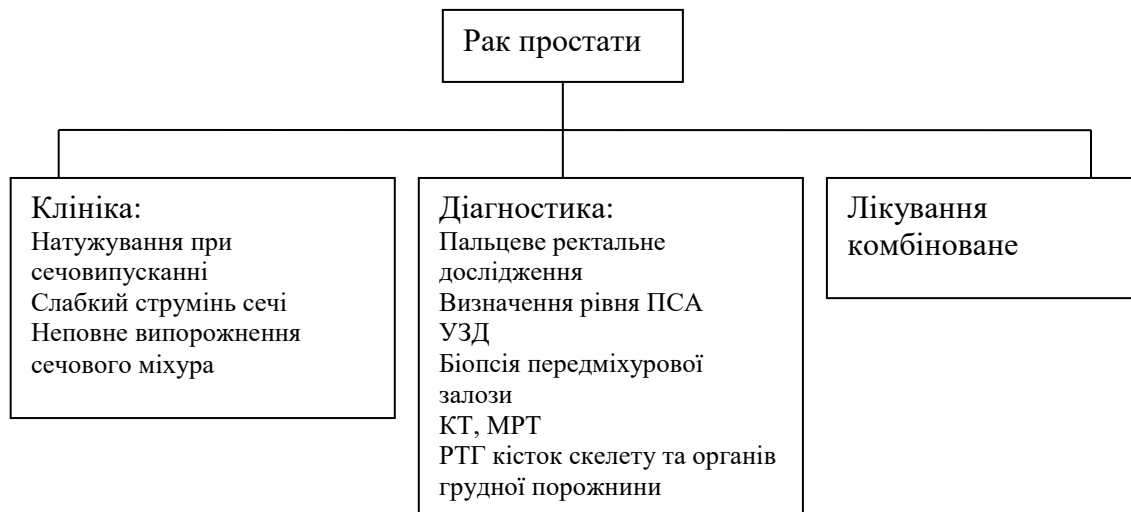 Рак простати
Клініка:
Натужування при
сечовипусканні
Слабкий струмінь сечі
Неповне випорожнення
сечового міхура
Діагностика:
Пальцеве ректальне
дослідження
Визначення рівня ПСА
УЗД
Біопсія передміхурової
залози
КТ, МРТ
РТГ кісток скелету та органів
грудної порожнини
Лікування
комбіноване